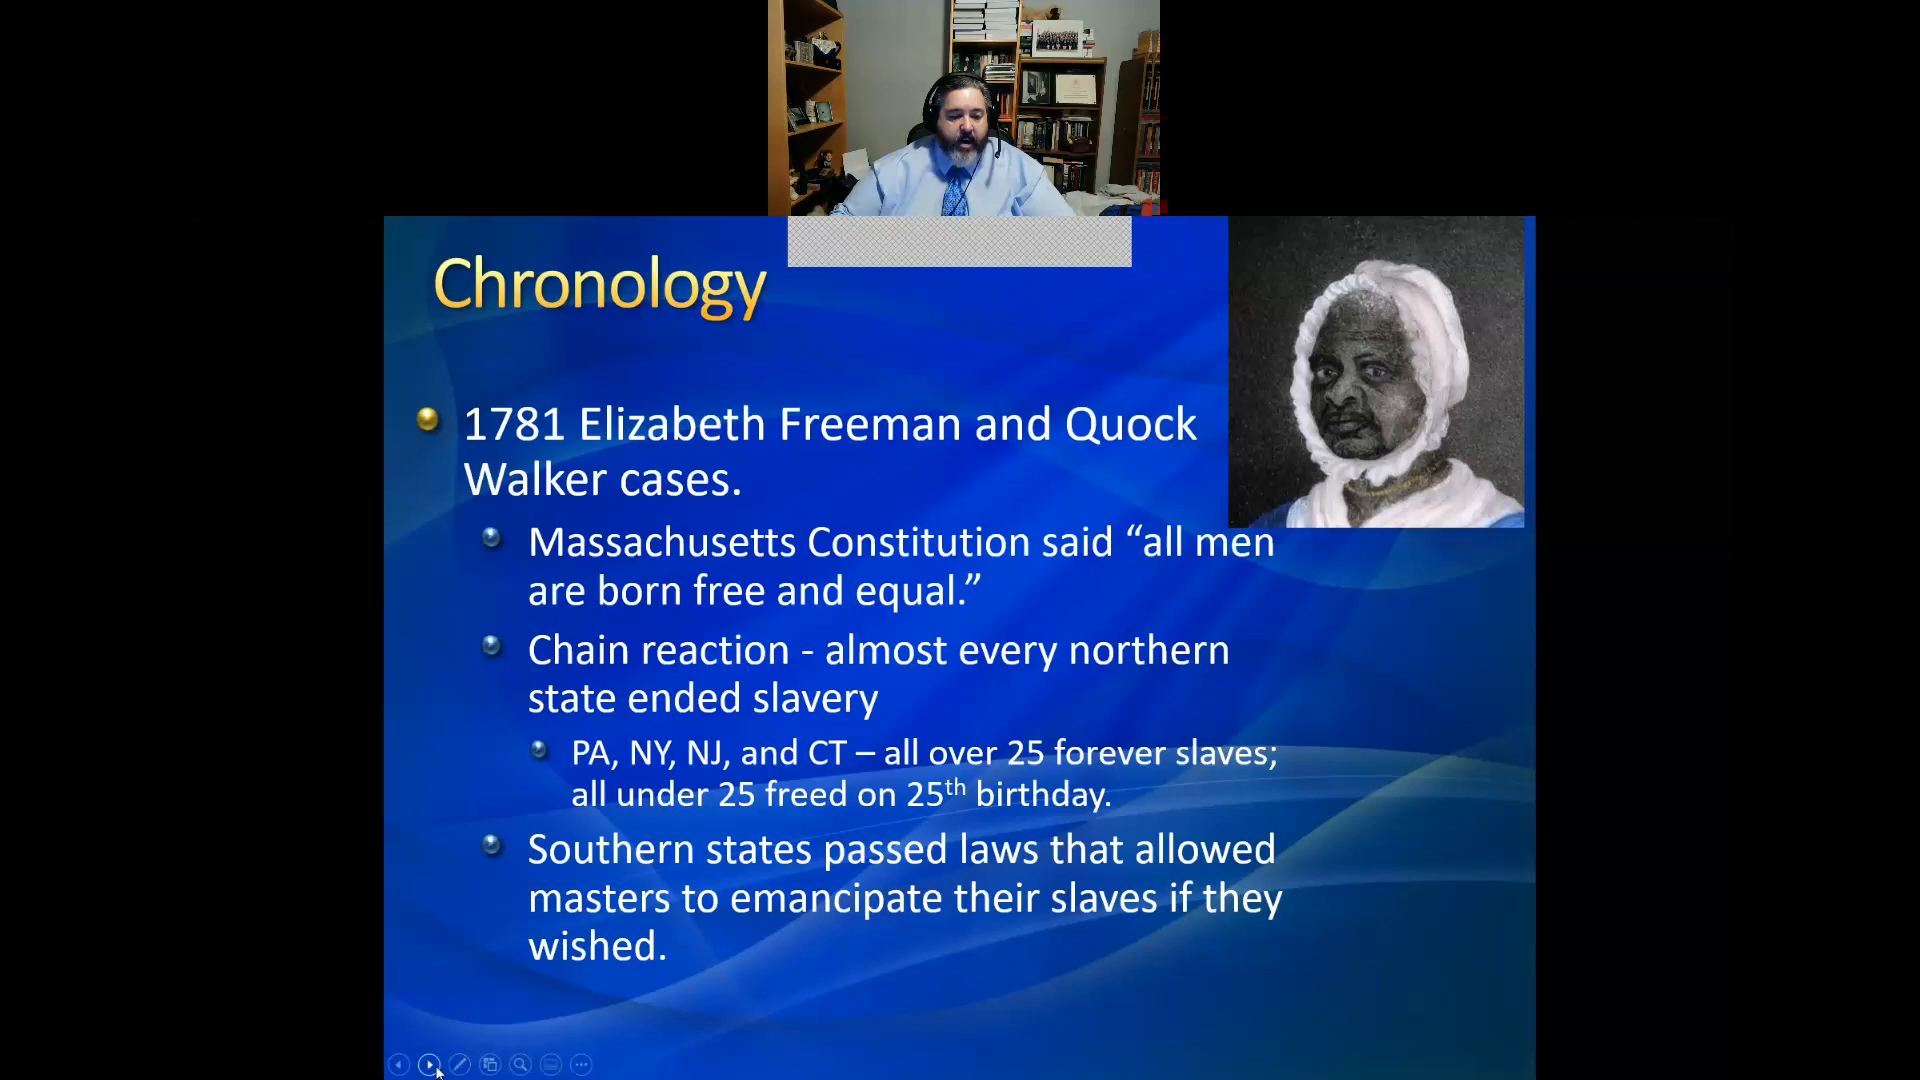 Chronology
1781 Elizabeth Freeman and Quock
Walker cases.
Massachusetts Constitution said “all men
are born free and equal.”
Chain reaction - almost every northern
state ended slavery
PA, NY, NJ, and CT – all over 25 forever slaves;
all under 25 freed on 25th birthday.
Southern states passed laws that allowed
masters to emancipate their slaves if they
wished.